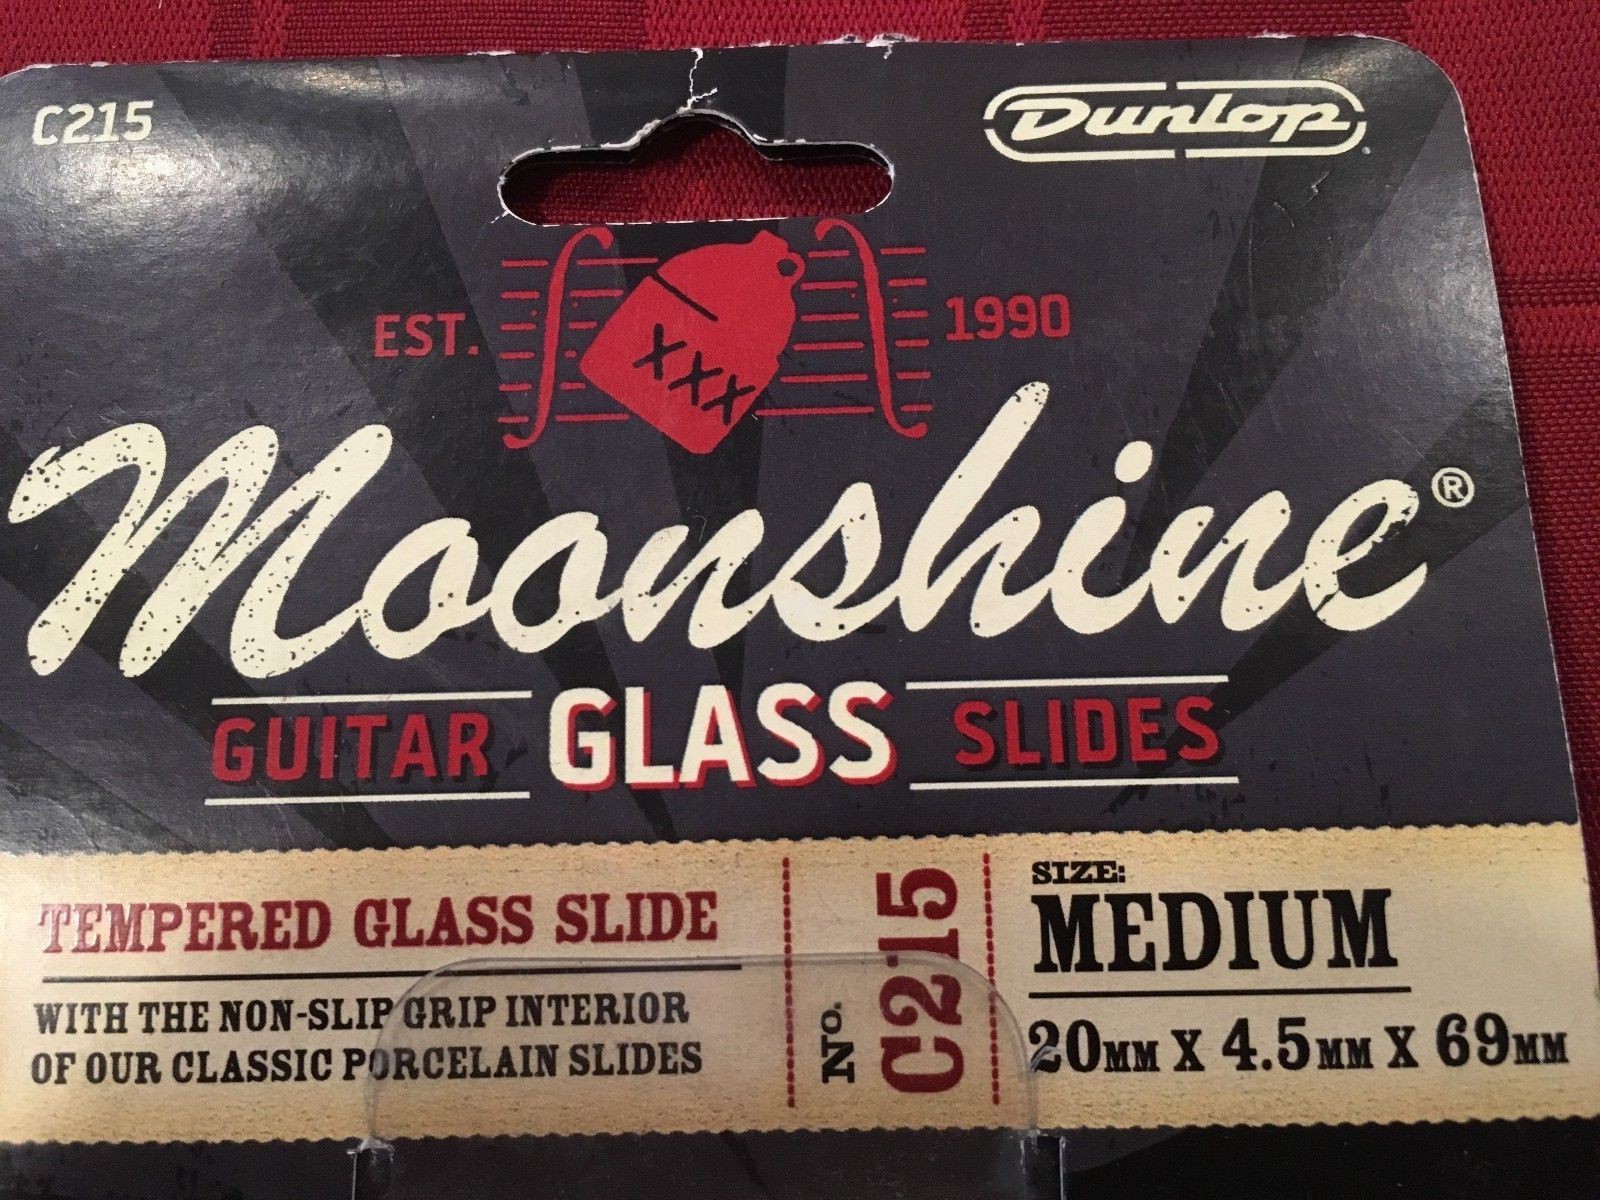 C215
Dunlop
EST. 1990
XXX
Moonshine®
GUITAR GLASS SLIDES
TEMPERED GLASS SLIDE
WITH THE NON-SLIP GRIP INTERIOR
OF OUR CLASSIC PORCELAIN SLIDES
NO. C215
SIZE:
MEDIUM
20MM X 4.5MM X 69MM